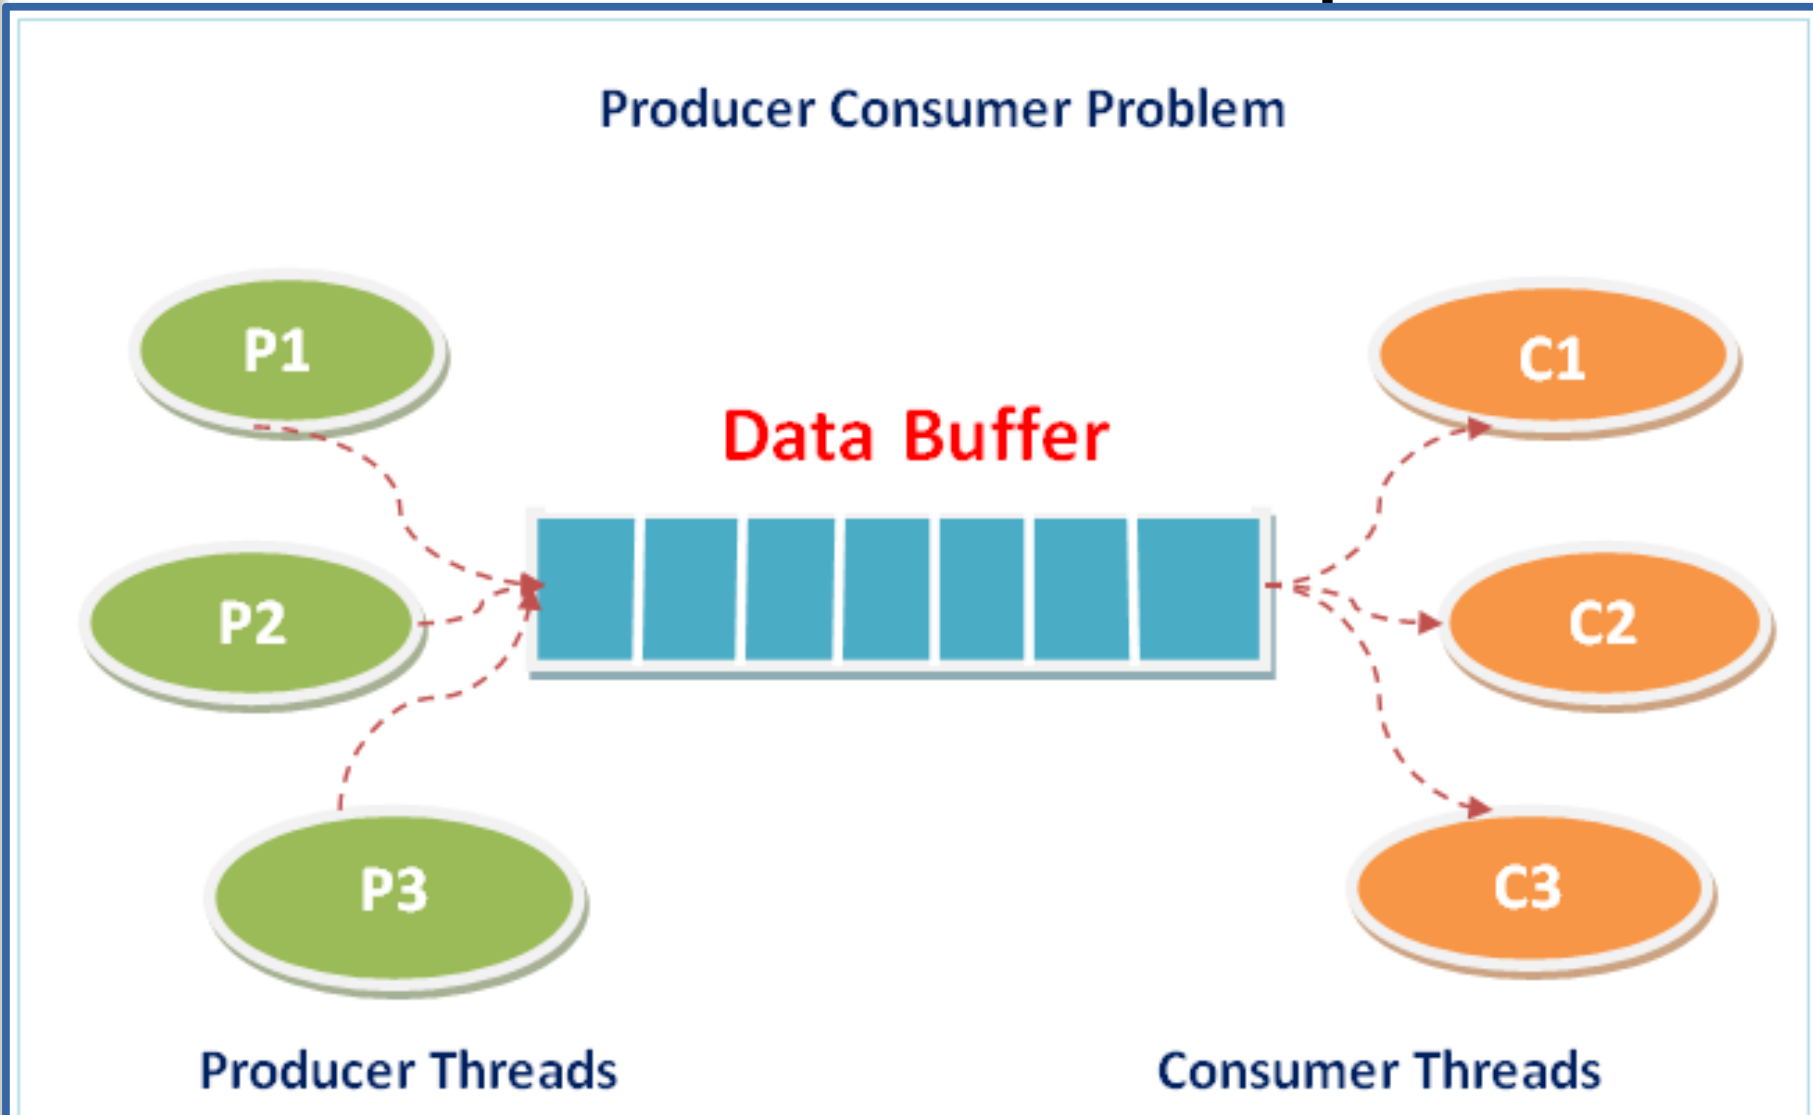 Producer Consumer Problem
P1
C1
Data Buffer
P2
C2
P3
C3
Producer Threads
Consumer Threads